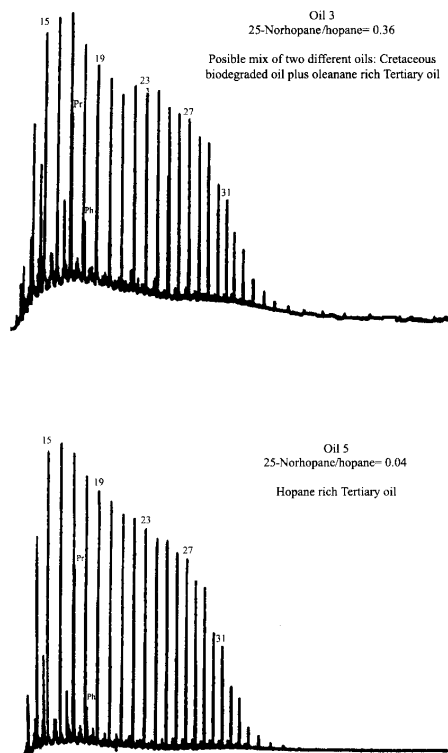 Oil 3
25-Norhopane/hopane= 0.36
Posible mix of two different oils: Cretaceous
biodegraded oil plus oleanane rich Tertiary oil
15
19
23
27
31
Pr
Ph
Oil 5
25-Norhopane/hopane= 0.04
Hopane rich Tertiary oil
15
19
23
27
31
Pr
Ph